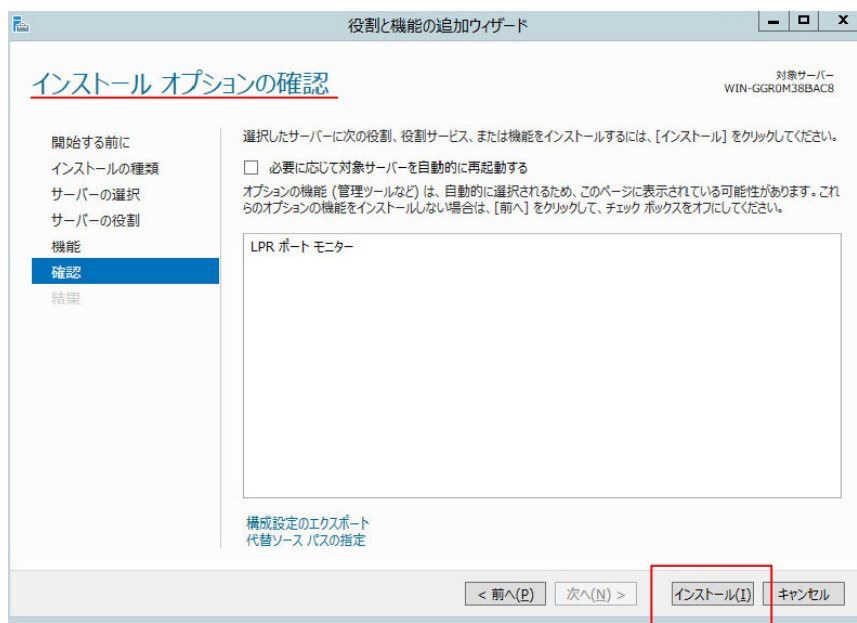 役割と機能の追加ウィザード
インストール オプションの確認
対象サーバー
WIN-GGR0M38BAC8
開始する前に
インストールの種類
サーバーの選択
サーバーの役割
機能
確認
結果
選択したサーバーに次の役割、役割サービス、または機能をインストールするには、[インストール] をクリックしてください。
必要に応じて対象サーバーを自動的に再起動する
オプションの機能 (管理ツールなど) は、自動的に選択されるため、このページに表示されている可能性があります。これ
らのオプションの機能をインストールしない場合は、[前へ] をクリックして、チェック ボックスをオフにしてください。
LPR ポート モニター
構成設定のエクスポート
代替ソース パスの指定
< 前へ(P)
次へ(N) >
インストール(I)
キャンセル